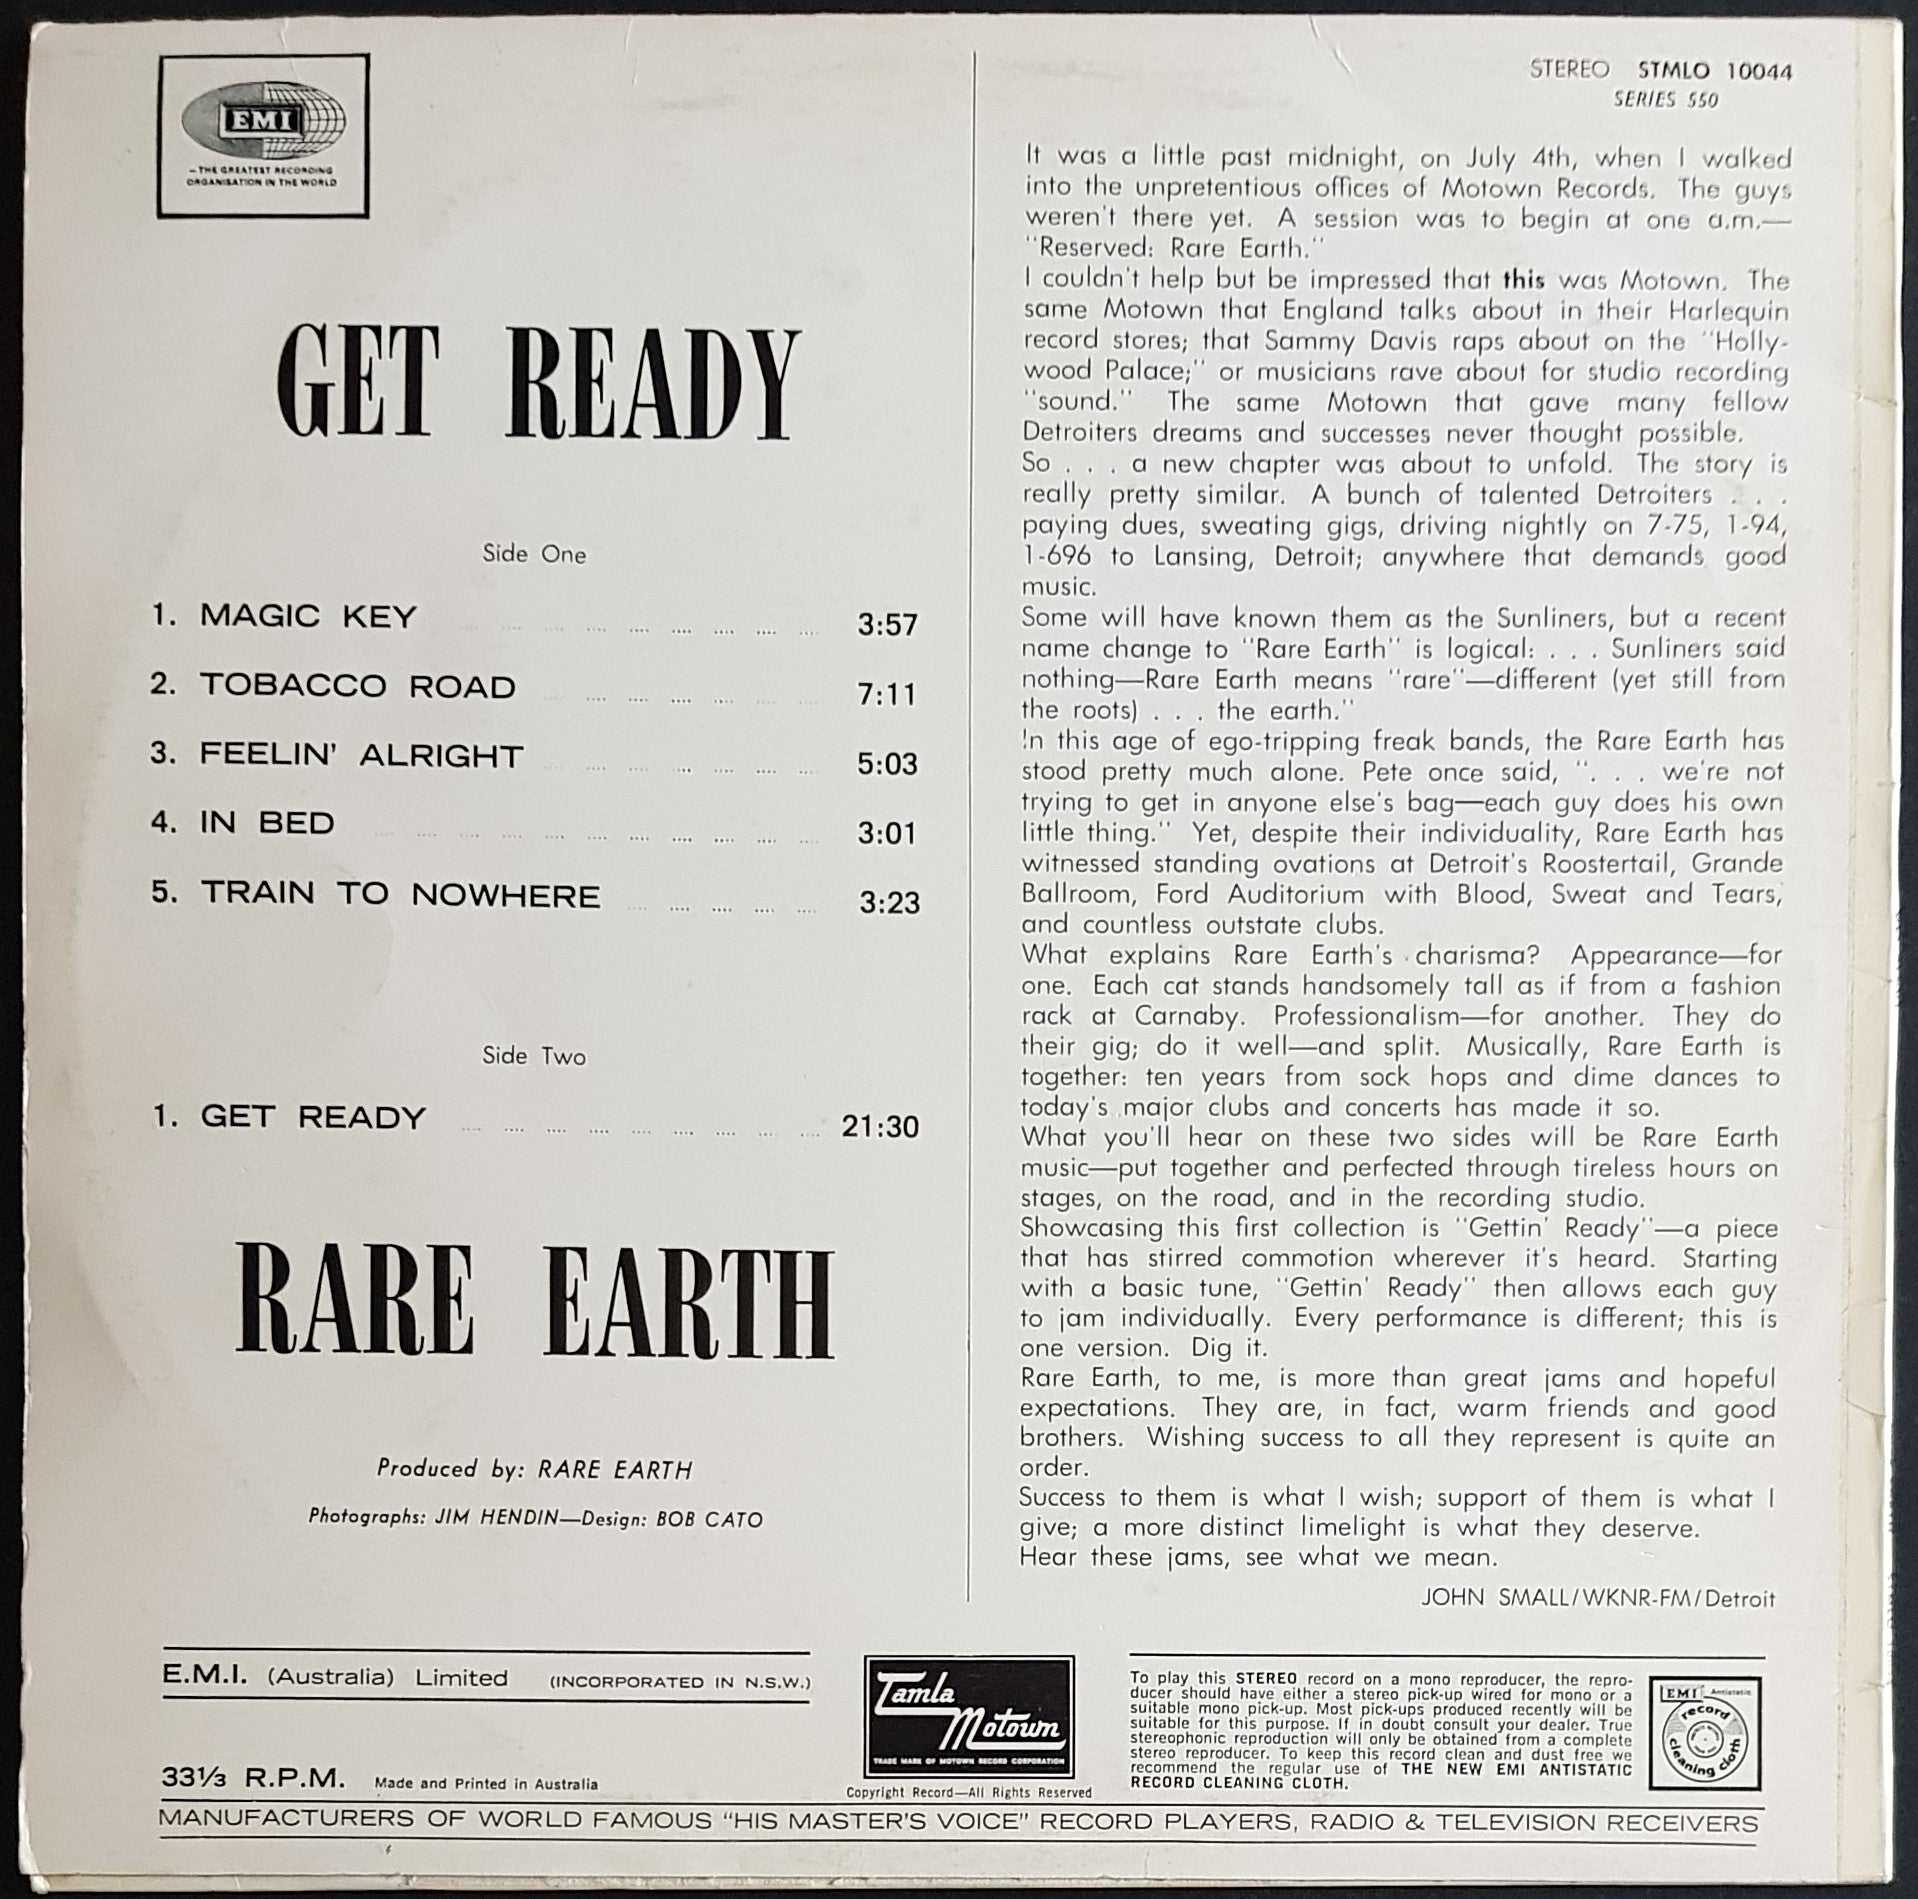 EMI
— THE GREATEST RECORDING
ORGANISATION IN THE WORLD
GET READY
Side One
1. MAGIC KEY .... .... .... .... .... .... .... 3:57
2. TOBACCO ROAD .... .... .... .... .... 7:11
3. FEELIN' ALRIGHT .... .... .... .... .... 5:03
4. IN BED .... .... .... .... .... .... .... .... .... 3:01
5. TRAIN TO NOWHERE .... .... .... .... 3:23
Side Two
1. GET READY .... .... .... .... .... .... .... .... 21:30
RARE EARTH
Produced by: RARE EARTH
Photographs: JIM HENDIN—Design: BOB CATO
STEREO STMLO 10044
SERIES 550
It was a little past midnight, on July 4th, when I walked
into the unpretentious offices of Motown Records. The guys
weren't there yet. A session was to begin at one a.m.—
"Reserved: Rare Earth."
I couldn't help but be impressed that this was Motown. The
same Motown that England talks about in their Harlequin
record stores; that Sammy Davis raps about on the "Holly-
wood Palace;" or musicians rave about for studio recording
"sound." The same Motown that gave many fellow
Detroiters dreams and successes never thought possible.
So . . . a new chapter was about to unfold. The story is
really pretty similar. A bunch of talented Detroiters . . .
paying dues, sweating gigs, driving nightly on 7-75, 1-94,
1-696 to Lansing, Detroit; anywhere that demands good
music.
Some will have known them as the Sunliners, but a recent
name change to "Rare Earth" is logical: . . . Sunliners said
nothing—Rare Earth means "rare"—different (yet still from
the roots) . . . the earth."
In this age of ego-tripping freak bands, the Rare Earth has
stood pretty much alone. Pete once said, ". . . we're not
trying to get in anyone else's bag—each guy does his own
little thing." Yet, despite their individuality, Rare Earth has
witnessed standing ovations at Detroit's Roostertail, Grande
Ballroom, Ford Auditorium with Blood, Sweat and Tears,
and countless outstate clubs.
What explains Rare Earth's charisma? Appearance—for
one. Each cat stands handsomely tall as if from a fashion
rack at Carnaby. Professionalism—for another. They do
their gig; do it well—and split. Musically, Rare Earth is
together: ten years from sock hops and dime dances to
today's major clubs and concerts has made it so.
What you'll hear on these two sides will be Rare Earth
music—put together and perfected through tireless hours on
stages, on the road, and in the recording studio.
Showcasing this first collection is "Gettin' Ready"—a piece
that has stirred commotion wherever it's heard. Starting
with a basic tune, "Gettin' Ready" then allows each guy
to jam individually. Every performance is different; this is
one version. Dig it.
Rare Earth, to me, is more than great jams and hopeful
expectations. They are, in fact, warm friends and good
brothers. Wishing success to all they represent is quite an
order.
Success to them is what I wish; support of them is what I
give; a more distinct limelight is what they deserve.
Hear these jams, see what we mean.
JOHN SMALL/WKNR-FM/Detroit
E.M.I. (Australia) Limited (INCORPORATED IN N.S.W.)
33⅓ R.P.M. Made and Printed in Australia
Tamla
Motown
TRADE MARK OF MOTOWN RECORD CORPORATION
Copyright Record—All Rights Reserved
To play this STEREO record on a mono reproducer, the repro-
ducer should have either a stereo pick-up wired for mono or a
suitable mono pick-up. Most pick-ups produced recently will be
suitable for this purpose. If in doubt consult your dealer. True
stereophonic reproduction will only be obtained from a complete
stereo reproducer. To keep this record clean and dust free we
recommend the regular use of THE NEW EMI ANTISTATIC
RECORD CLEANING CLOTH.
EMI Antistatic
record
cleaning cloth
MANUFACTURERS OF WORLD FAMOUS "HIS MASTER'S VOICE" RECORD PLAYERS, RADIO & TELEVISION RECEIVERS